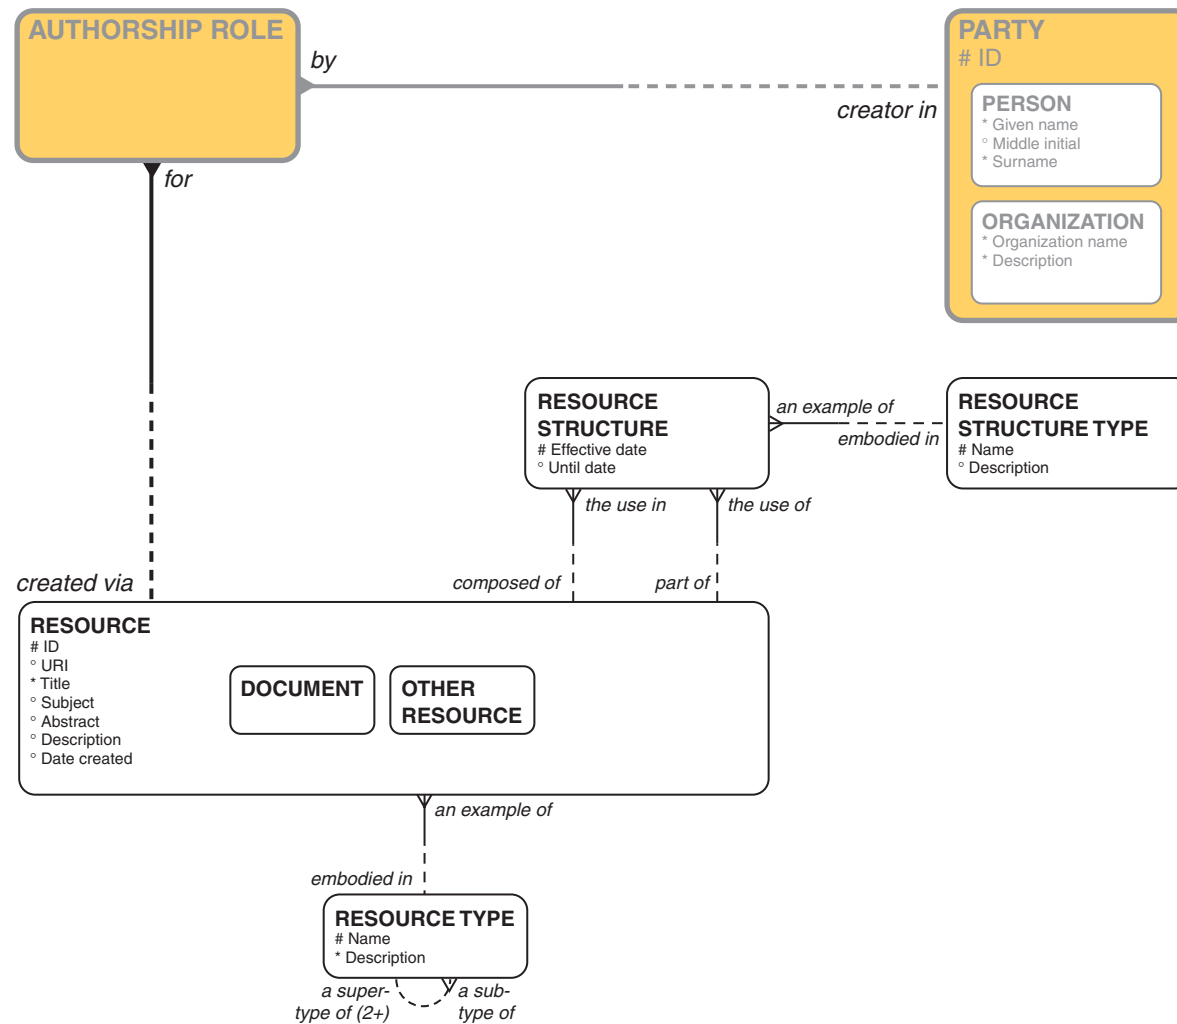 AUTHORSHIP ROLE
by
creator in
PARTY
# ID
PERSON
* Given name
° Middle initial
* Surname
ORGANIZATION
* Organization name
* Description
for
RESOURCE
STRUCTURE
# Effective date
° Until date
an example of
embodied in
RESOURCE
STRUCTURE TYPE
# Name
° Description
the use in
the use of
composed of
part of
created via
RESOURCE
# ID
° URI
* Title
° Subject
° Abstract
° Description
° Date created
DOCUMENT
OTHER
RESOURCE
an example of
embodied in
RESOURCE TYPE
# Name
* Description
a super-
type of (2+)
a sub-
type of